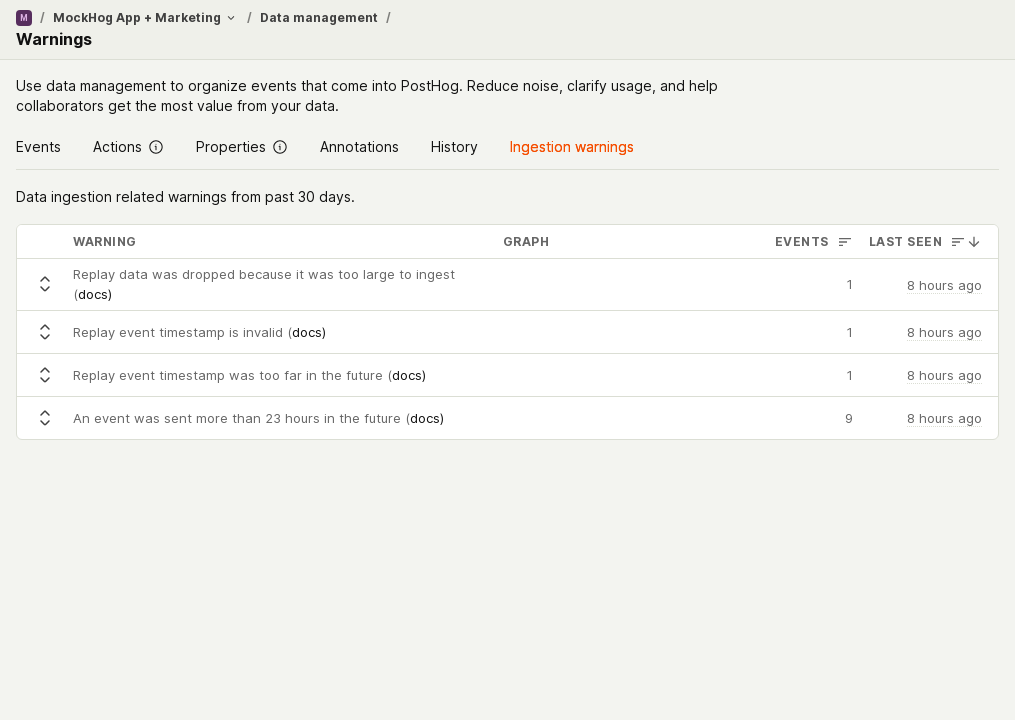 M / MockHog App + Marketing / Data management /
Warnings
Use data management to organize events that come into PostHog. Reduce noise, clarify usage, and help
collaborators get the most value from your data.
Events Actions Properties Annotations History Ingestion warnings
Data ingestion related warnings from past 30 days.
WARNING GRAPH EVENTS LAST SEEN
Replay data was dropped because it was too large to ingest
(docs) 1 8 hours ago
Replay event timestamp is invalid (docs) 1 8 hours ago
Replay event timestamp was too far in the future (docs) 1 8 hours ago
An event was sent more than 23 hours in the future (docs) 9 8 hours ago